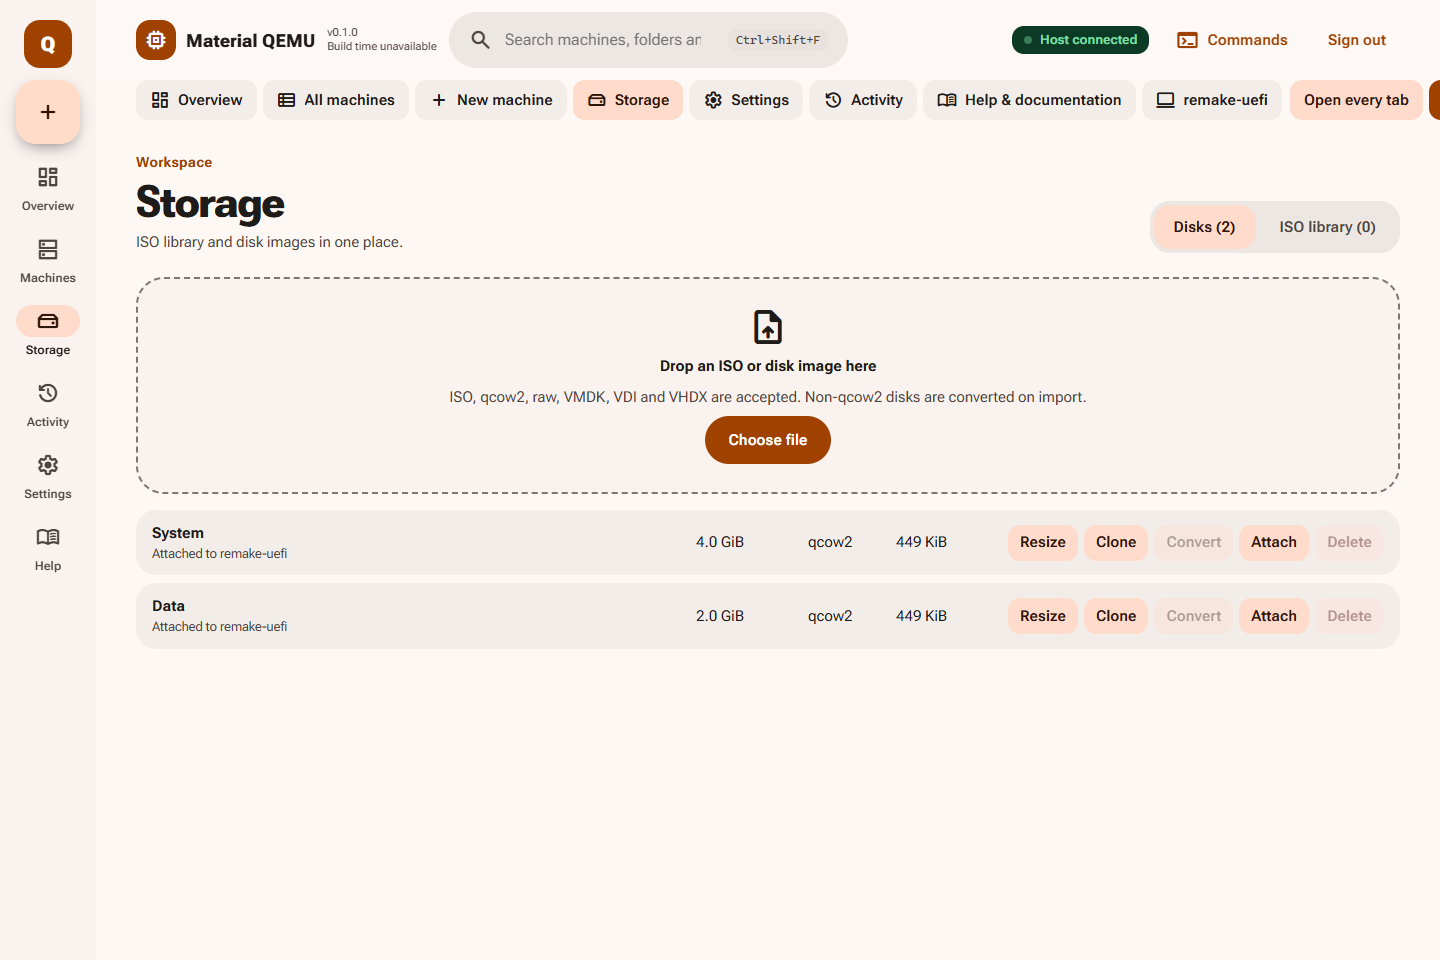 Q
Material QEMU
v0.1.0
Build time unavailable
Search machines, folders an
Ctrl+Shift+F
Host connected
Commands
Sign out
Overview
All machines
New machine
Storage
Settings
Activity
Help & documentation
remake-uefi
Open every tab
Overview
Machines
Storage
Activity
Settings
Help
Workspace
Storage
ISO library and disk images in one place.
Disks (2)
ISO library (0)
Drop an ISO or disk image here
ISO, qcow2, raw, VMDK, VDI and VHDX are accepted. Non-qcow2 disks are converted on import.
Choose file
System
Attached to remake-uefi
4.0 GiB
qcow2
449 KiB
Resize
Clone
Convert
Attach
Delete
Data
Attached to remake-uefi
2.0 GiB
qcow2
449 KiB
Resize
Clone
Convert
Attach
Delete